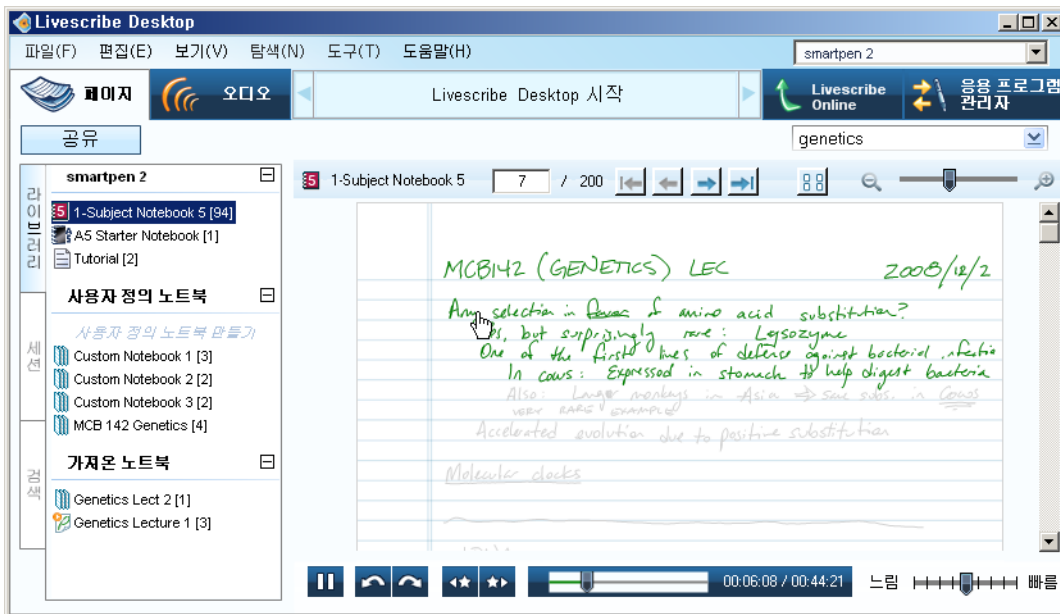 Livescribe Desktop
파일(F) 편집(E) 보기(V) 탐색(N) 도구(T) 도움말(H)
smartpen 2
페이지
오디오
Livescribe Desktop 시작
Livescribe Online
응용 프로그램 관리자
공유
genetics
라이브러리
세션
검색
smartpen 2
1-Subject Notebook 5 [94]
A5 Starter Notebook [1]
Tutorial [2]
사용자 정의 노트북
사용자 정의 노트북 만들기
Custom Notebook 1 [3]
Custom Notebook 2 [2]
Custom Notebook 3 [2]
MCB 142 Genetics [4]
가져온 노트북
Genetics Lect 2 [1]
Genetics Lecture 1 [3]
5 1-Subject Notebook 5 7 / 200
MCB142 (GENETICS) LEC 2008/12/2
Any selection in favor of amino acid substitution?
but surprisingly rare: Lysozyme
One of the first lines of defense against bacterial infectio
In cows: Expressed in stomach to help digest bacteria
Also: Langer monkeys in Asia ⇒ same subs. in Cows
VERY RARE EXAMPLE
Accelerated evolution due to positive substitution
Molecular clocks
00:06:08 / 00:44:21
느림 빠름